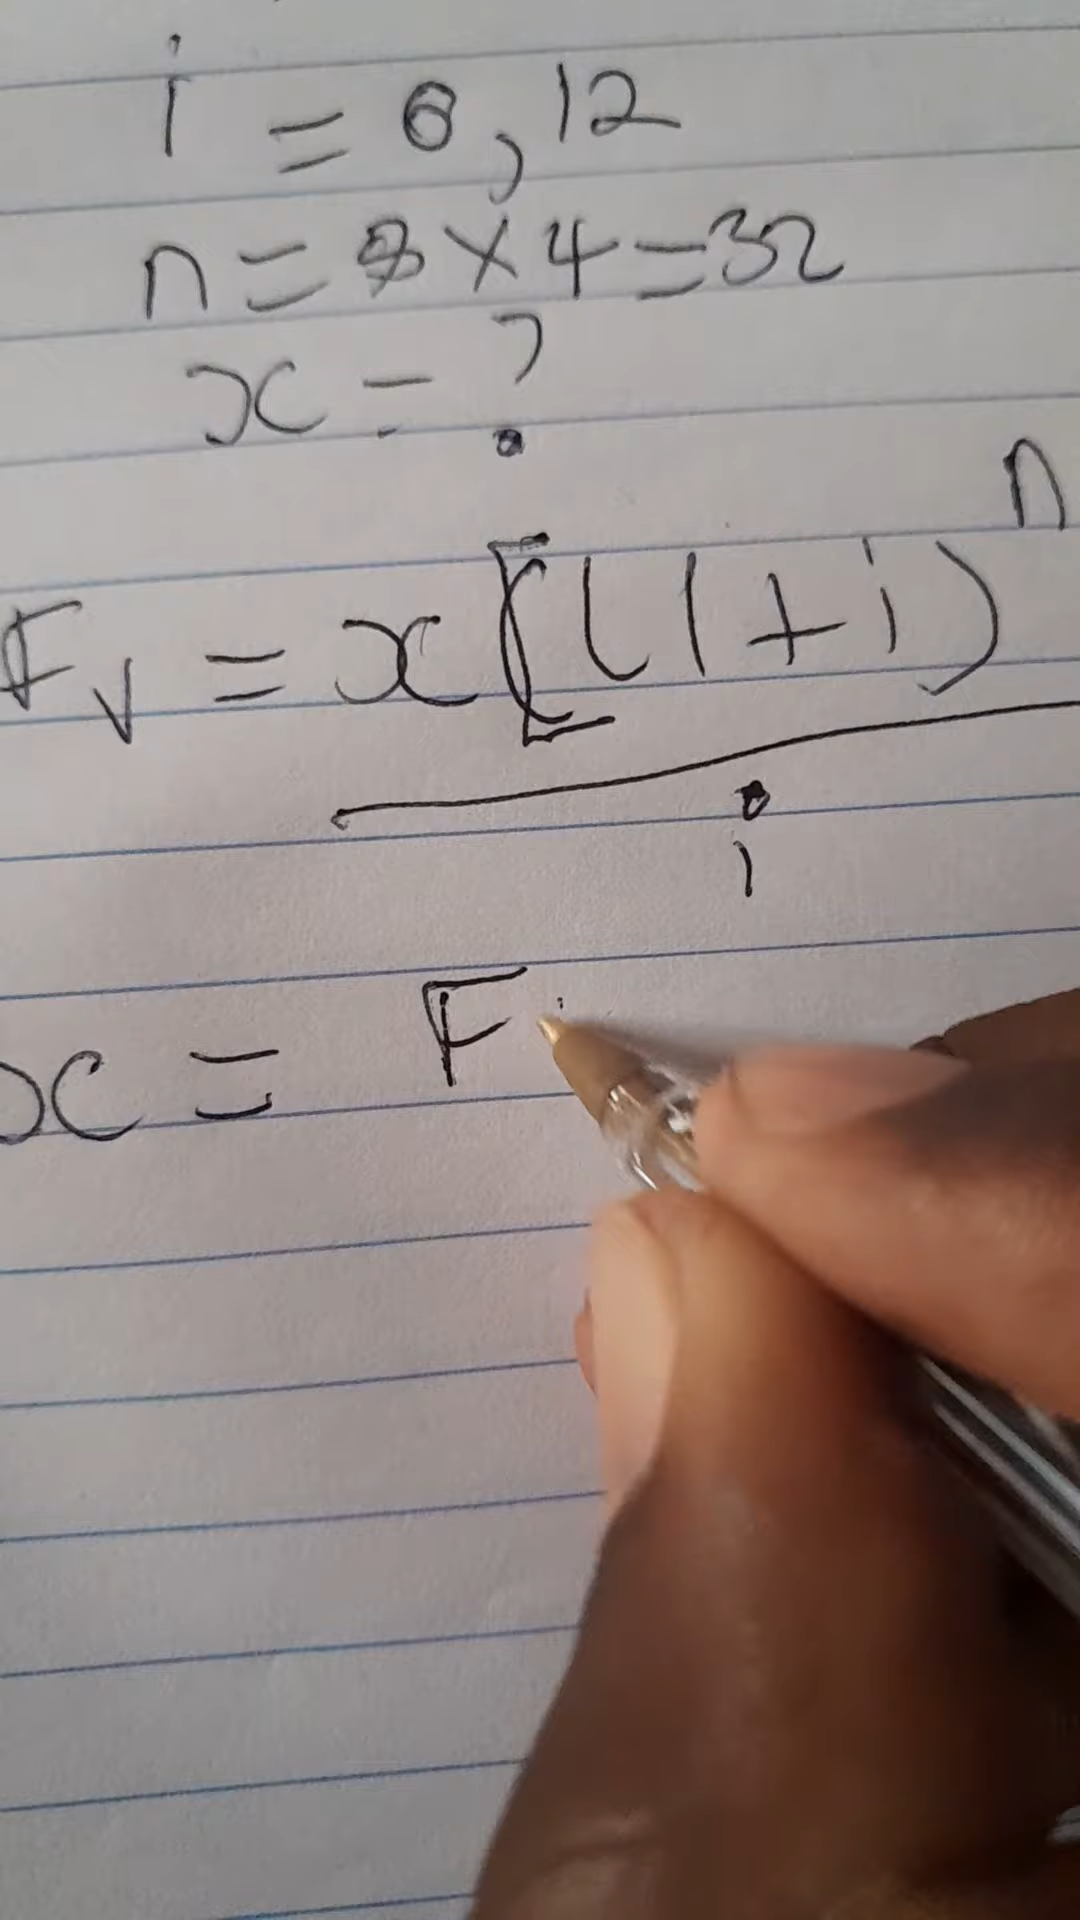 i = 0,12
n = 8 × 4 = 32
x = ?
Fv = x[(1+i)^n
i
x = F